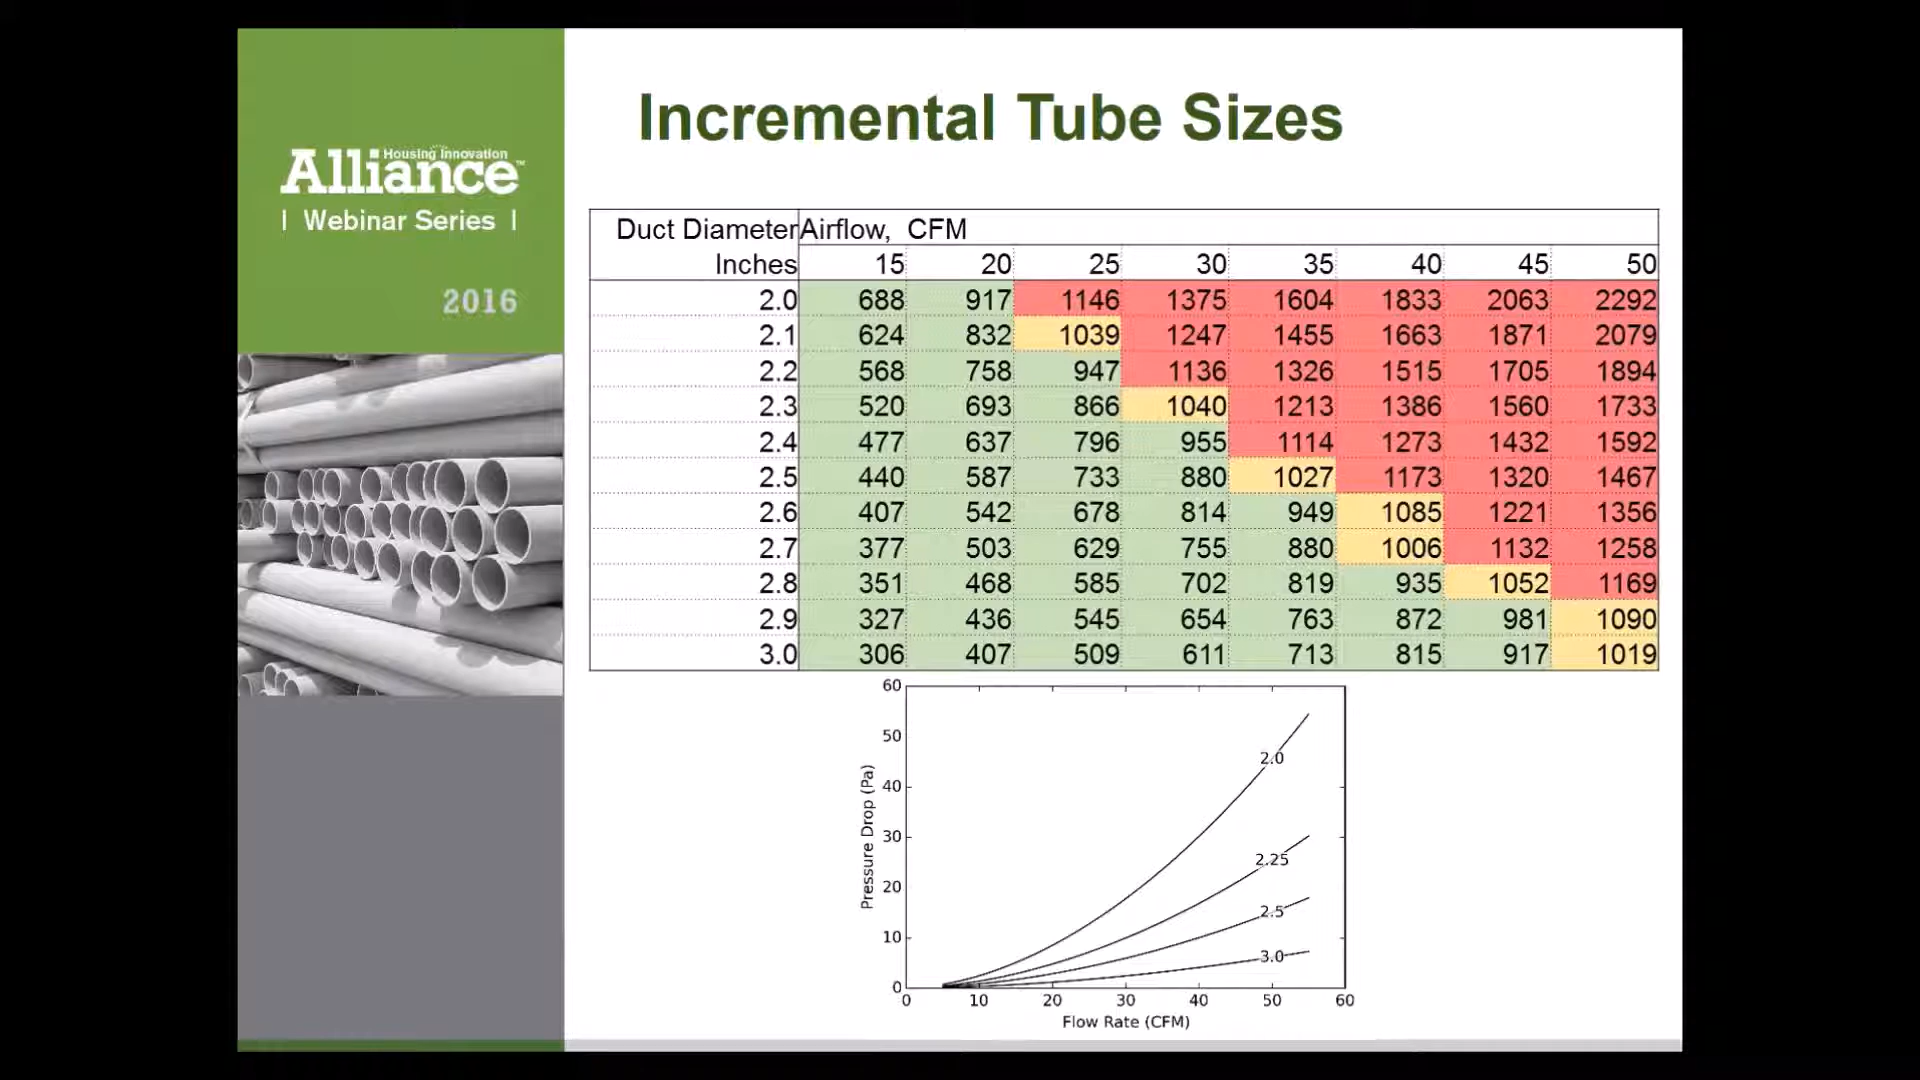 Housing Innovation
Alliance™
| Webinar Series |
2016
Incremental Tube Sizes
Duct Diameter Airflow, CFM
Inches 15 20 25 30 35 40 45 50
2.0 688 917 1146 1375 1604 1833 2063 2292
2.1 624 832 1039 1247 1455 1663 1871 2079
2.2 568 758 947 1136 1326 1515 1705 1894
2.3 520 693 866 1040 1213 1386 1560 1733
2.4 477 637 796 955 1114 1273 1432 1592
2.5 440 587 733 880 1027 1173 1320 1467
2.6 407 542 678 814 949 1085 1221 1356
2.7 377 503 629 755 880 1006 1132 1258
2.8 351 468 585 702 819 935 1052 1169
2.9 327 436 545 654 763 872 981 1090
3.0 306 407 509 611 713 815 917 1019
60
50
40
30
20
10
0
Pressure Drop (Pa)
2.0
2.25
2.5
3.0
0 10 20 30 40 50 60
Flow Rate (CFM)